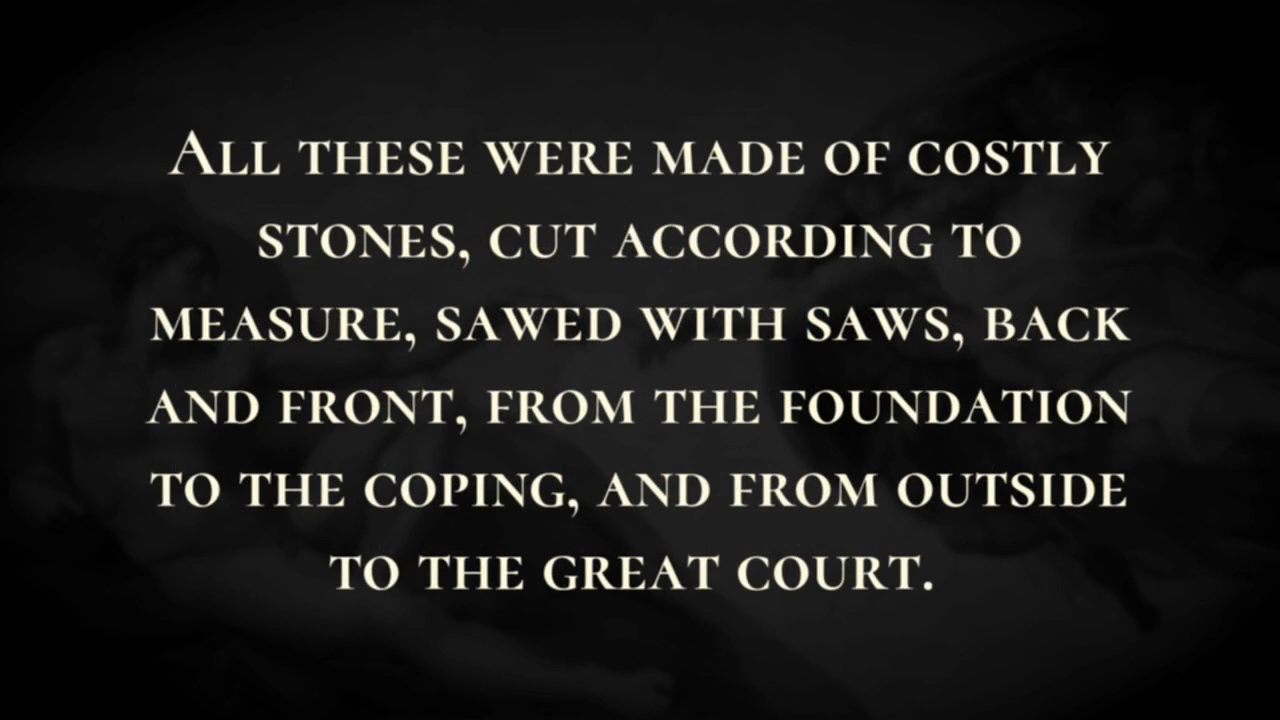 All these were made of costly
stones, cut according to
measure, sawed with saws, back
and front, from the foundation
to the coping, and from outside
to the great court.